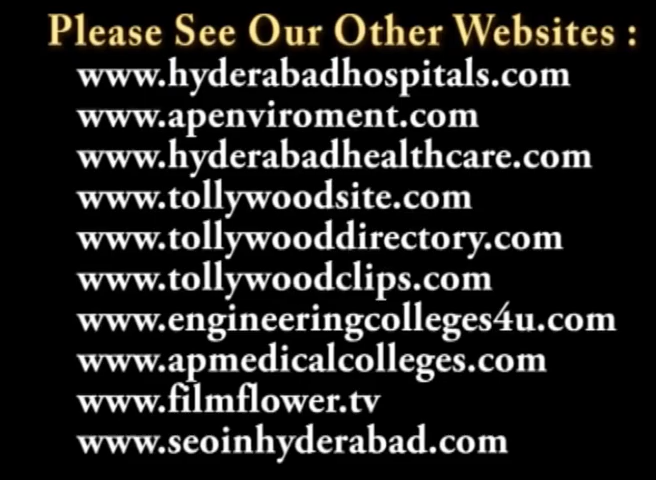 Please See Our Other Websites :
www.hyderabadhospitals.com
www.apenviroment.com
www.hyderabadhealthcare.com
www.tollywoodsite.com
www.tollywooddirectory.com
www.tollywoodclips.com
www.engineeringcolleges4u.com
www.apmedicalcolleges.com
www.filmflower.tv
www.seoinhyderabad.com